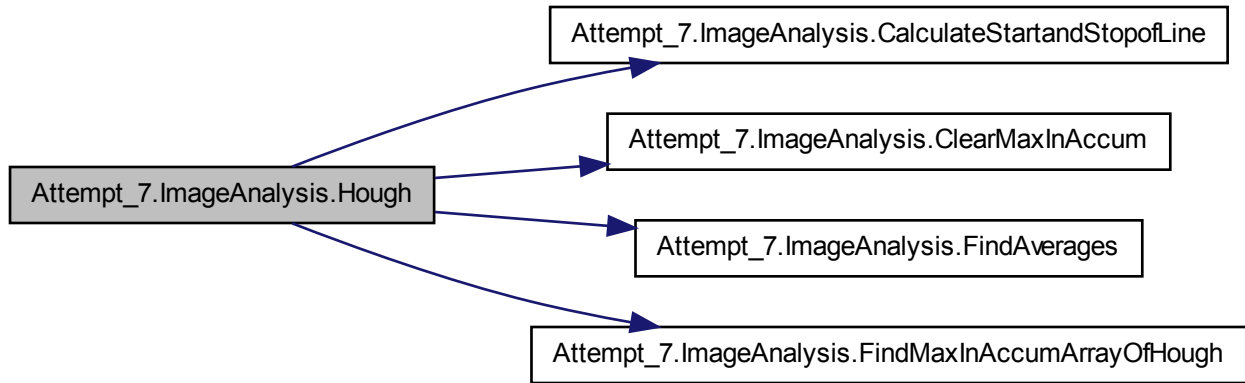 Attempt_7.ImageAnalysis.CalculateStartandStopofLine
Attempt_7.ImageAnalysis.ClearMaxInAccum
Attempt_7.ImageAnalysis.Hough
Attempt_7.ImageAnalysis.FindAverages
Attempt_7.ImageAnalysis.FindMaxInAccumArrayOfHough